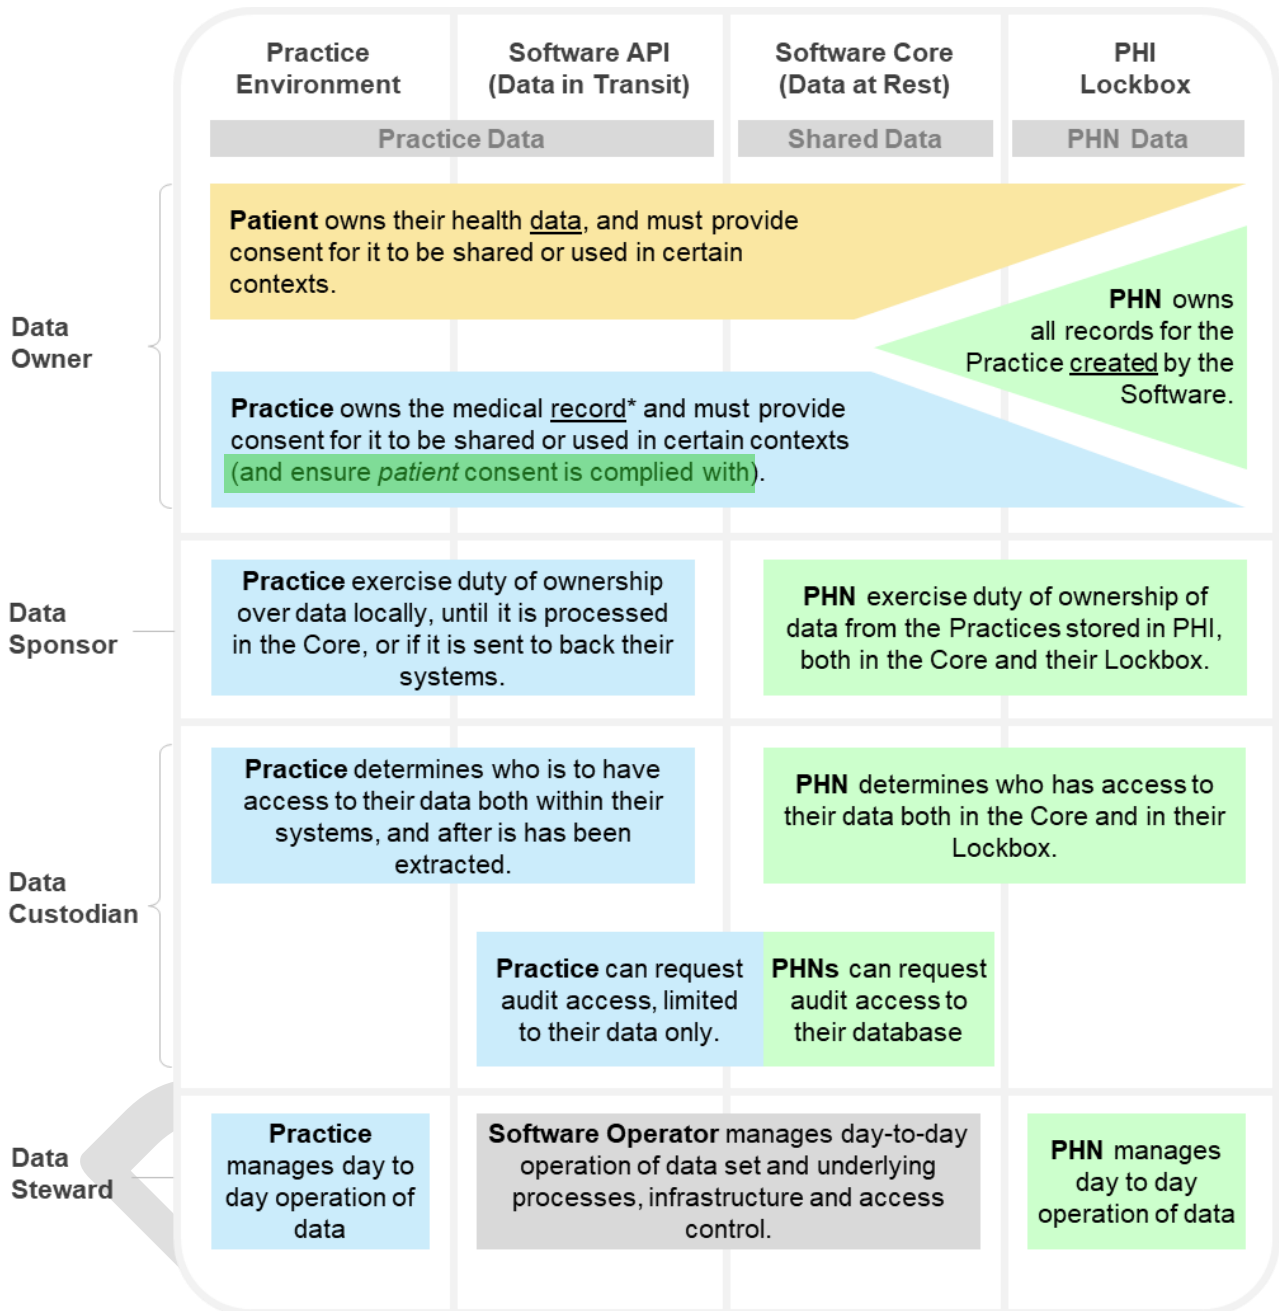 Practice
Environment
Software API
(Data in Transit)
Software Core
(Data at Rest)
PHI
Lockbox
Practice Data
Shared Data
PHN Data
Data
Owner
Patient owns their health data, and must provide
consent for it to be shared or used in certain
contexts.
PHN owns
all records for the
Practice created by the
Software.
Practice owns the medical record* and must provide
consent for it to be shared or used in certain contexts
(and ensure patient consent is complied with).
Data
Sponsor
Practice exercise duty of ownership
over data locally, until it is processed
in the Core, or if it is sent to back their
systems.
PHN exercise duty of ownership of
data from the Practices stored in PHI,
both in the Core and their Lockbox.
Data
Custodian
Practice determines who is to have
access to their data both within their
systems, and after is has been
extracted.
PHN determines who has access to
their data both in the Core and in their
Lockbox.
Practice can request
audit access, limited
to their data only.
PHNs can request
audit access to
their database
Data
Steward
Practice
manages day to
day operation of
data
Software Operator manages day-to-day
operation of data set and underlying
processes, infrastructure and access
control.
PHN manages
day to day
operation of data